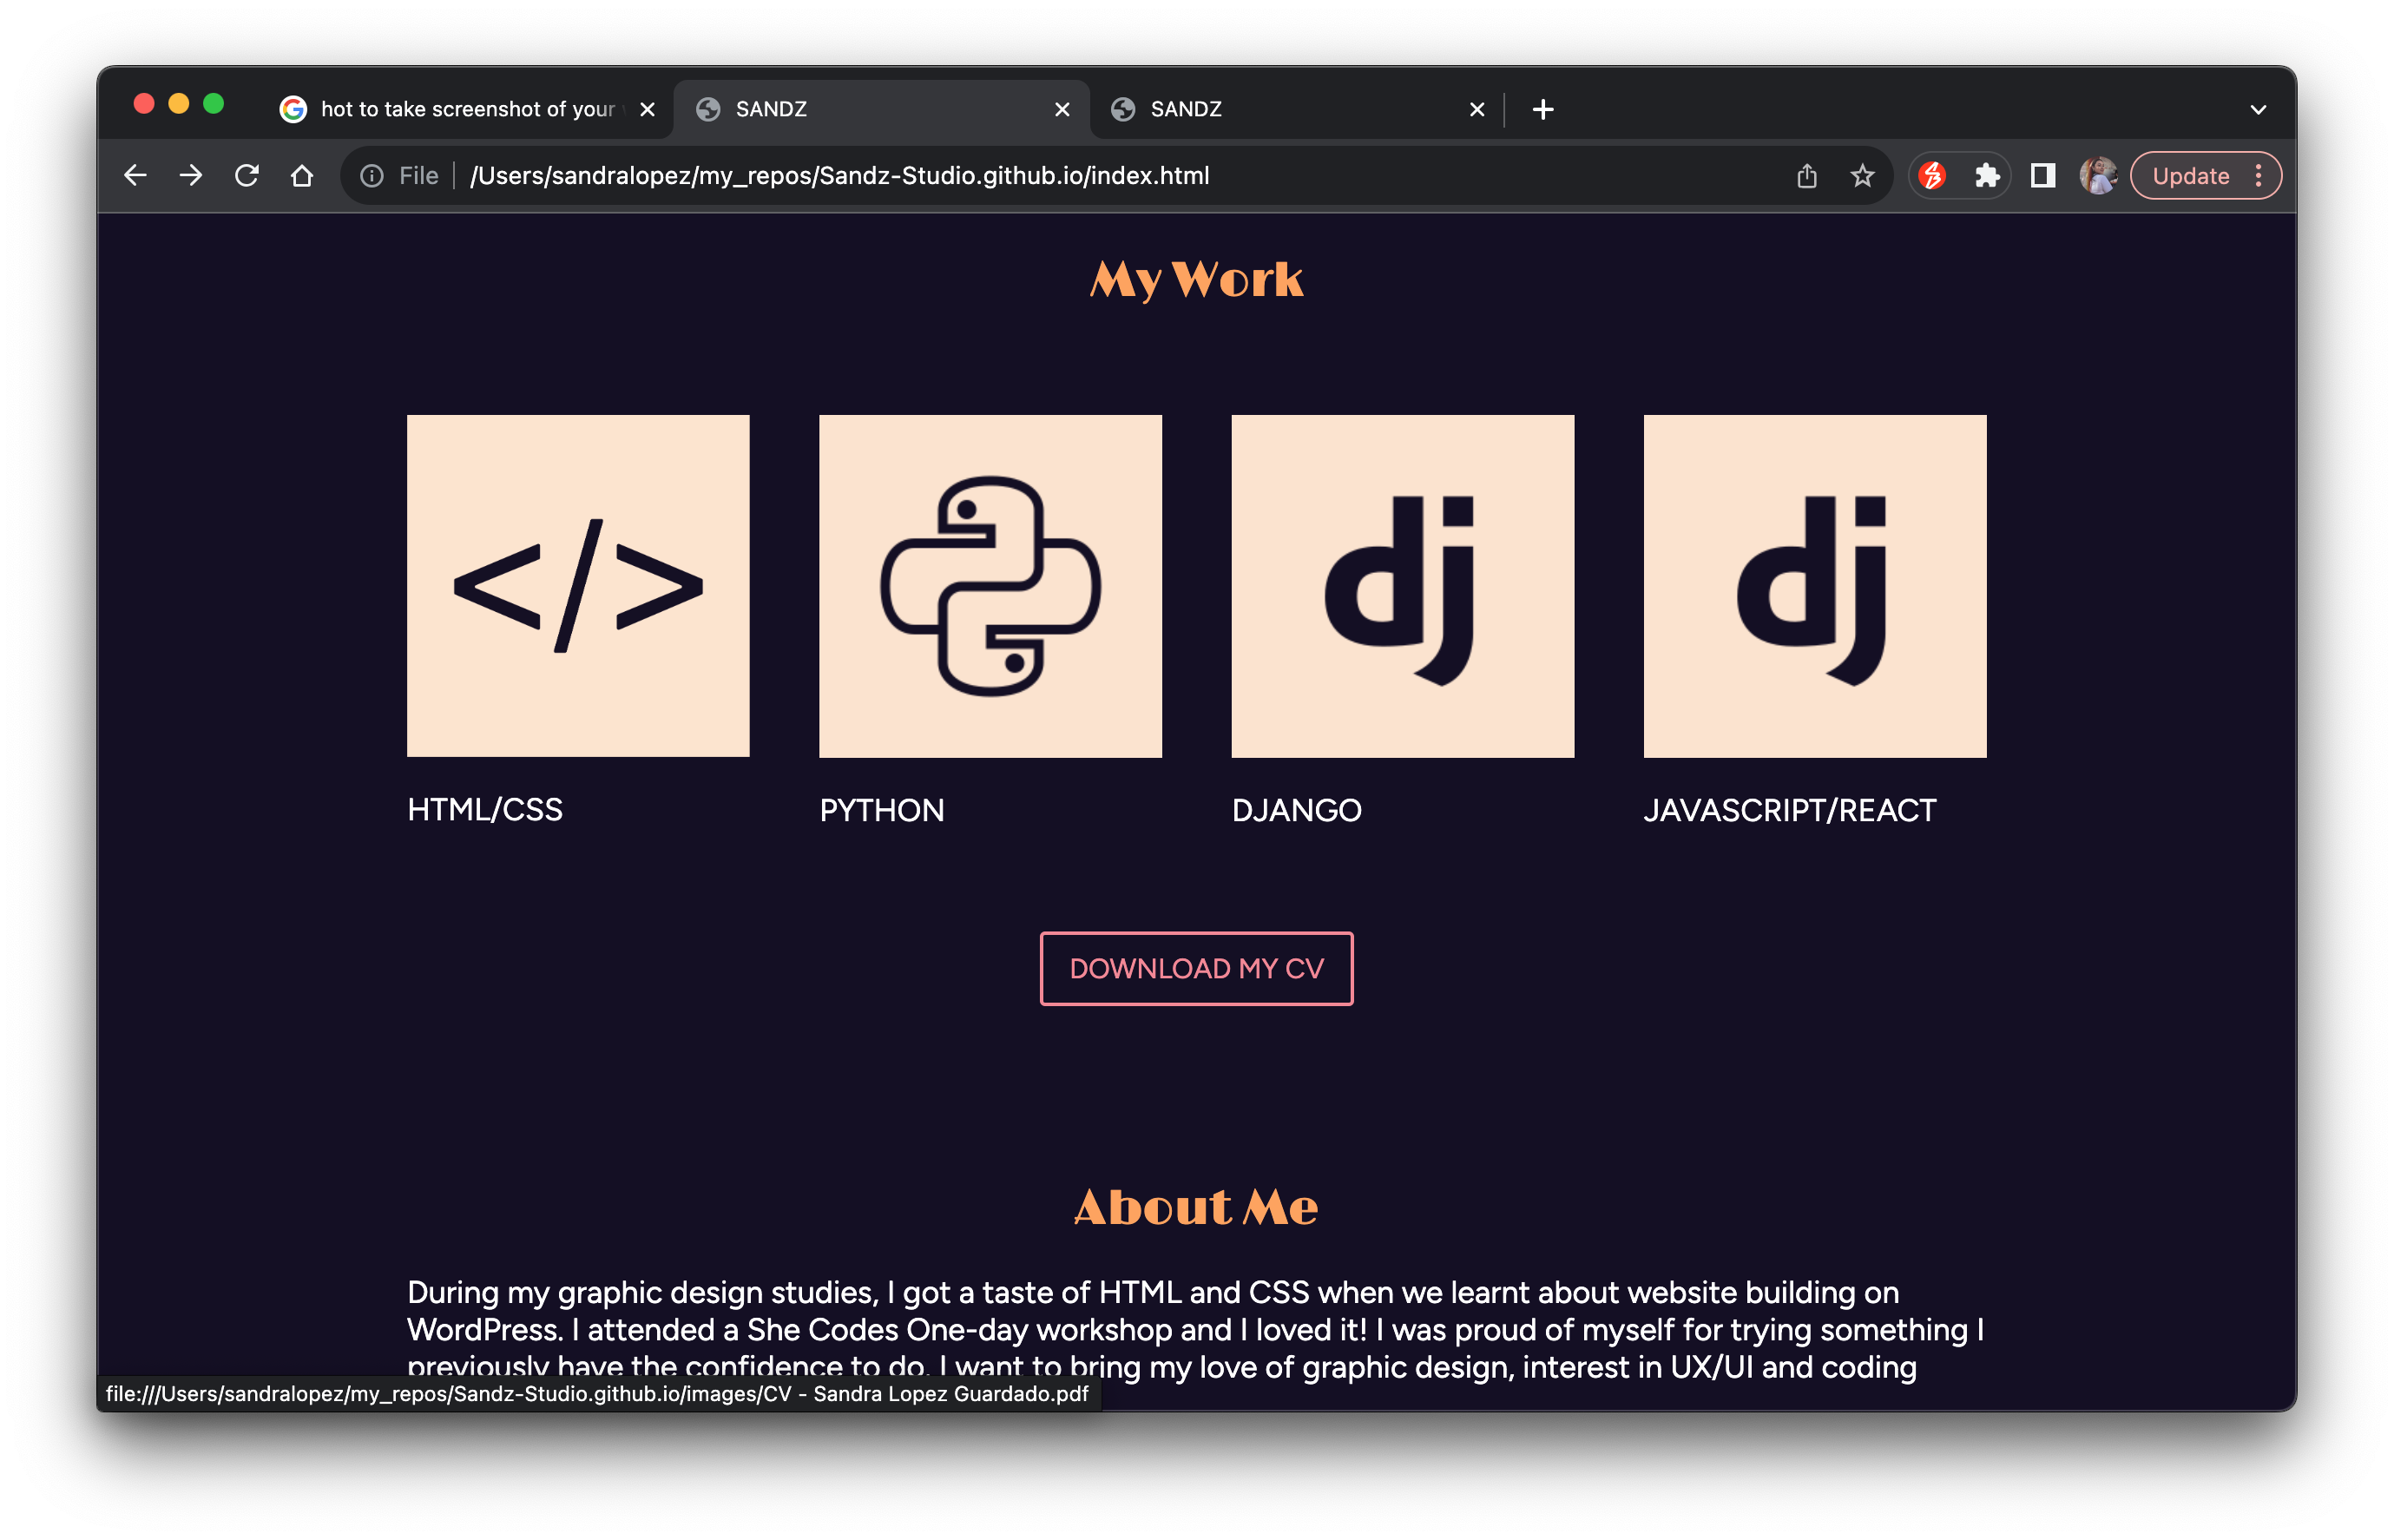 hot to take screenshot of your
SANDZ
SANDZ
File
/Users/sandralopez/my_repos/Sandz-Studio.github.io/index.html
Update
My Work
</>
dj
dj
HTML/CSS
PYTHON
DJANGO
JAVASCRIPT/REACT
DOWNLOAD MY CV
About Me
During my graphic design studies, I got a taste of HTML and CSS when we learnt about website building on
WordPress. I attended a She Codes One-day workshop and I loved it! I was proud of myself for trying something I
previously have the confidence to do. I want to bring my love of graphic design, interest in UX/UI and coding
file:///Users/sandralopez/my_repos/Sandz-Studio.github.io/images/CV - Sandra Lopez Guardado.pdf